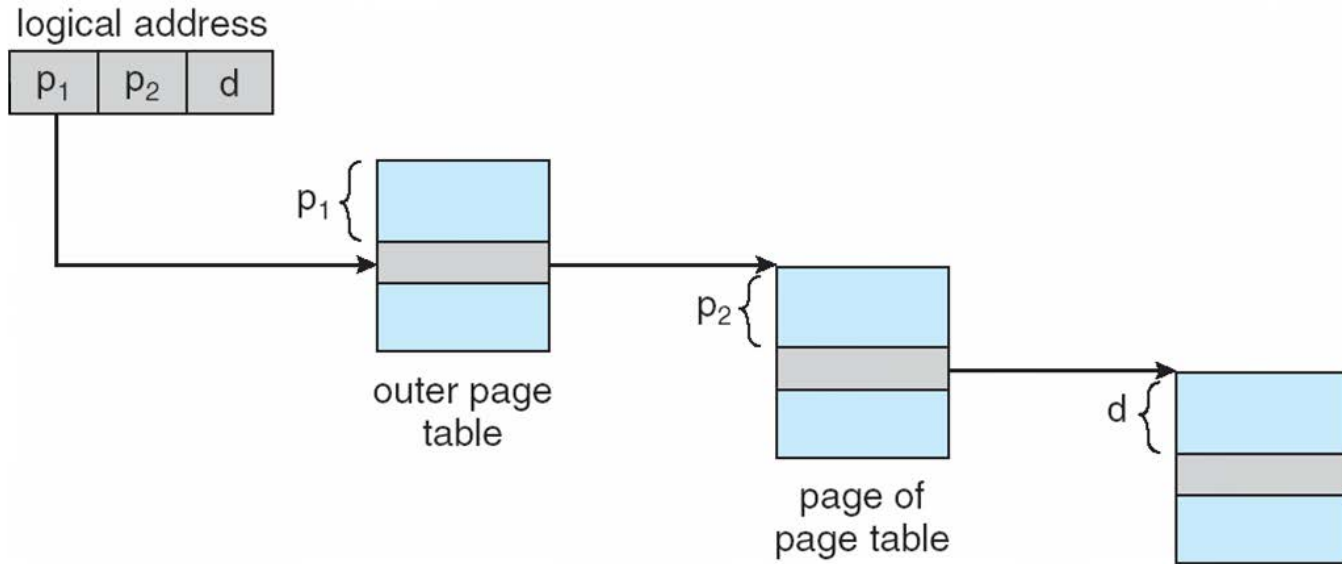 logical address
p₁ p₂ d
p₁
outer page
table
p₂
page of
page table
d